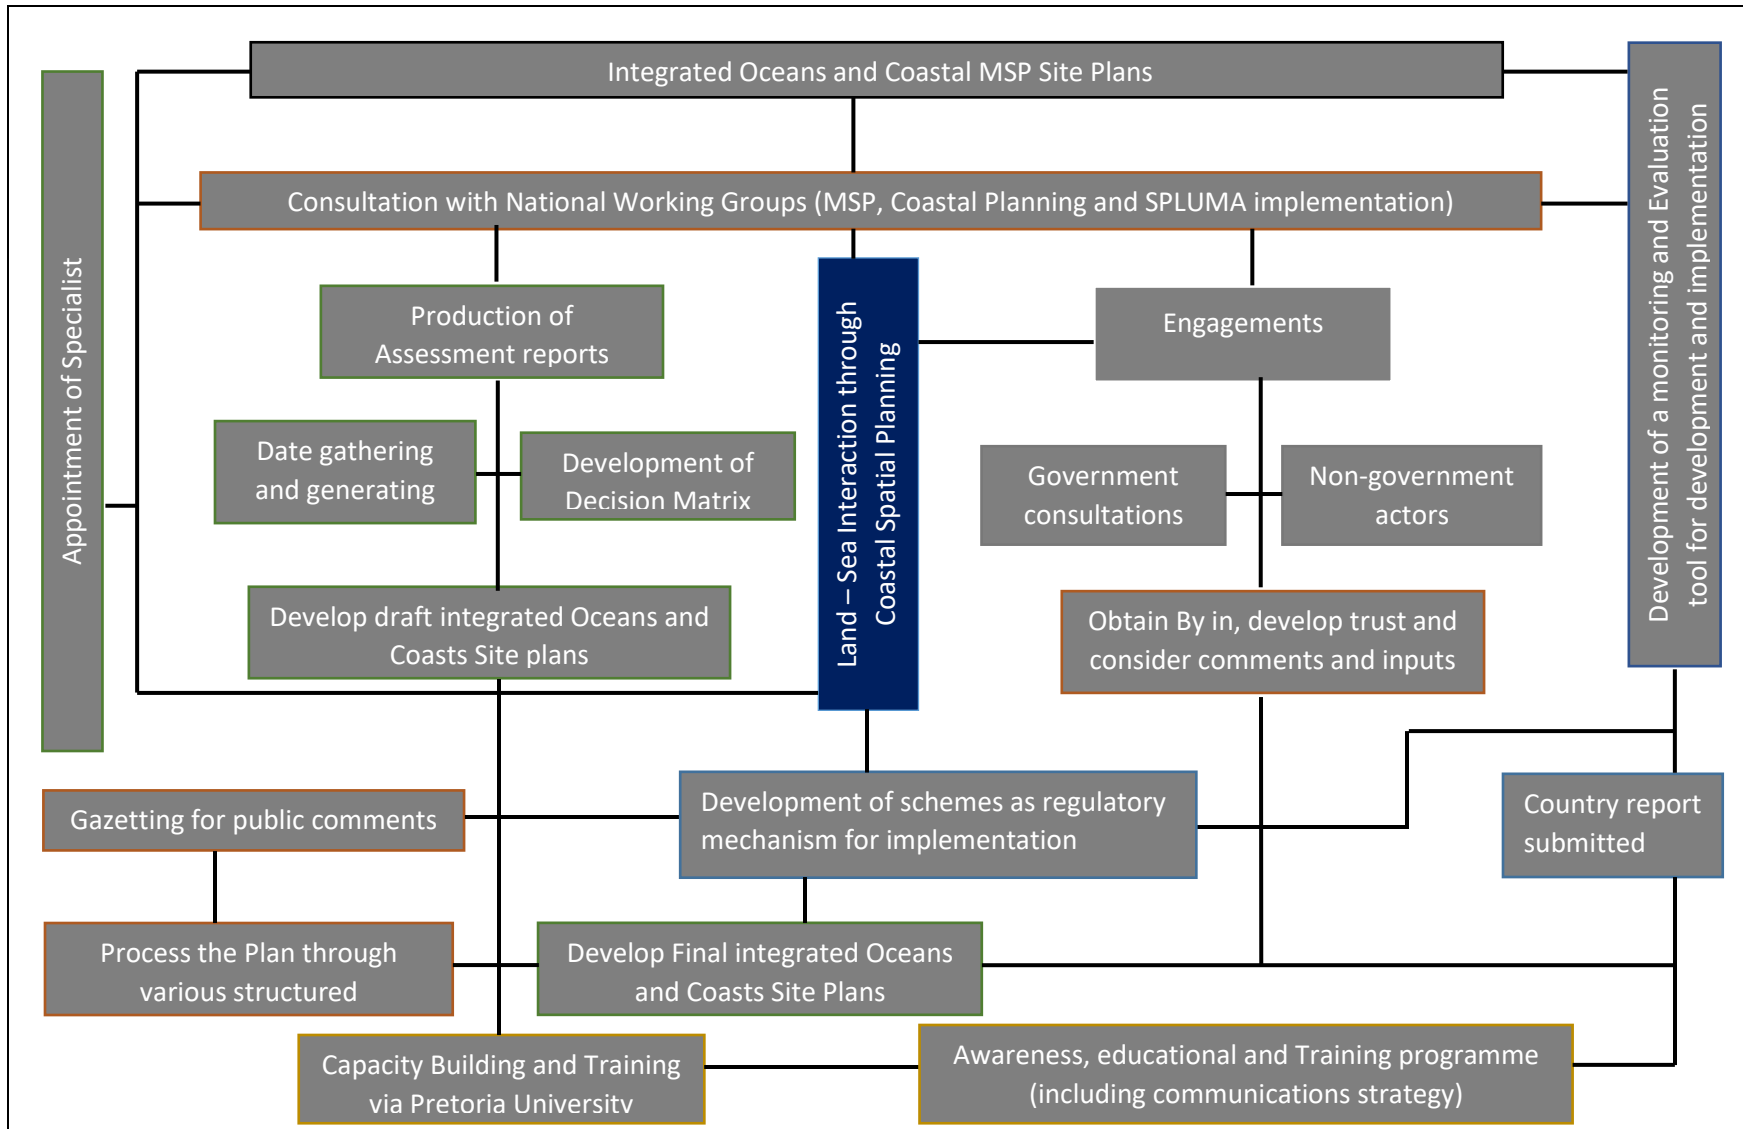 Integrated Oceans and Coastal MSP Site Plans
Appointment of Specialist
Development of a monitoring and Evaluation
tool for development and implementation
Consultation with National Working Groups (MSP, Coastal Planning and SPLUMA implementation)
Production of
Assessment reports
Land – Sea Interaction through
Coastal Spatial Planning
Engagements
Date gathering
and generating
Development of
Decision Matrix
Government
consultations
Non-government
actors
Develop draft integrated Oceans and
Coasts Site plans
Obtain By in, develop trust and
consider comments and inputs
Gazetting for public comments
Development of schemes as regulatory
mechanism for implementation
Country report
submitted
Process the Plan through
various structured
Develop Final integrated Oceans
and Coasts Site Plans
Capacity Building and Training
via Pretoria University
Awareness, educational and Training programme
(including communications strategy)